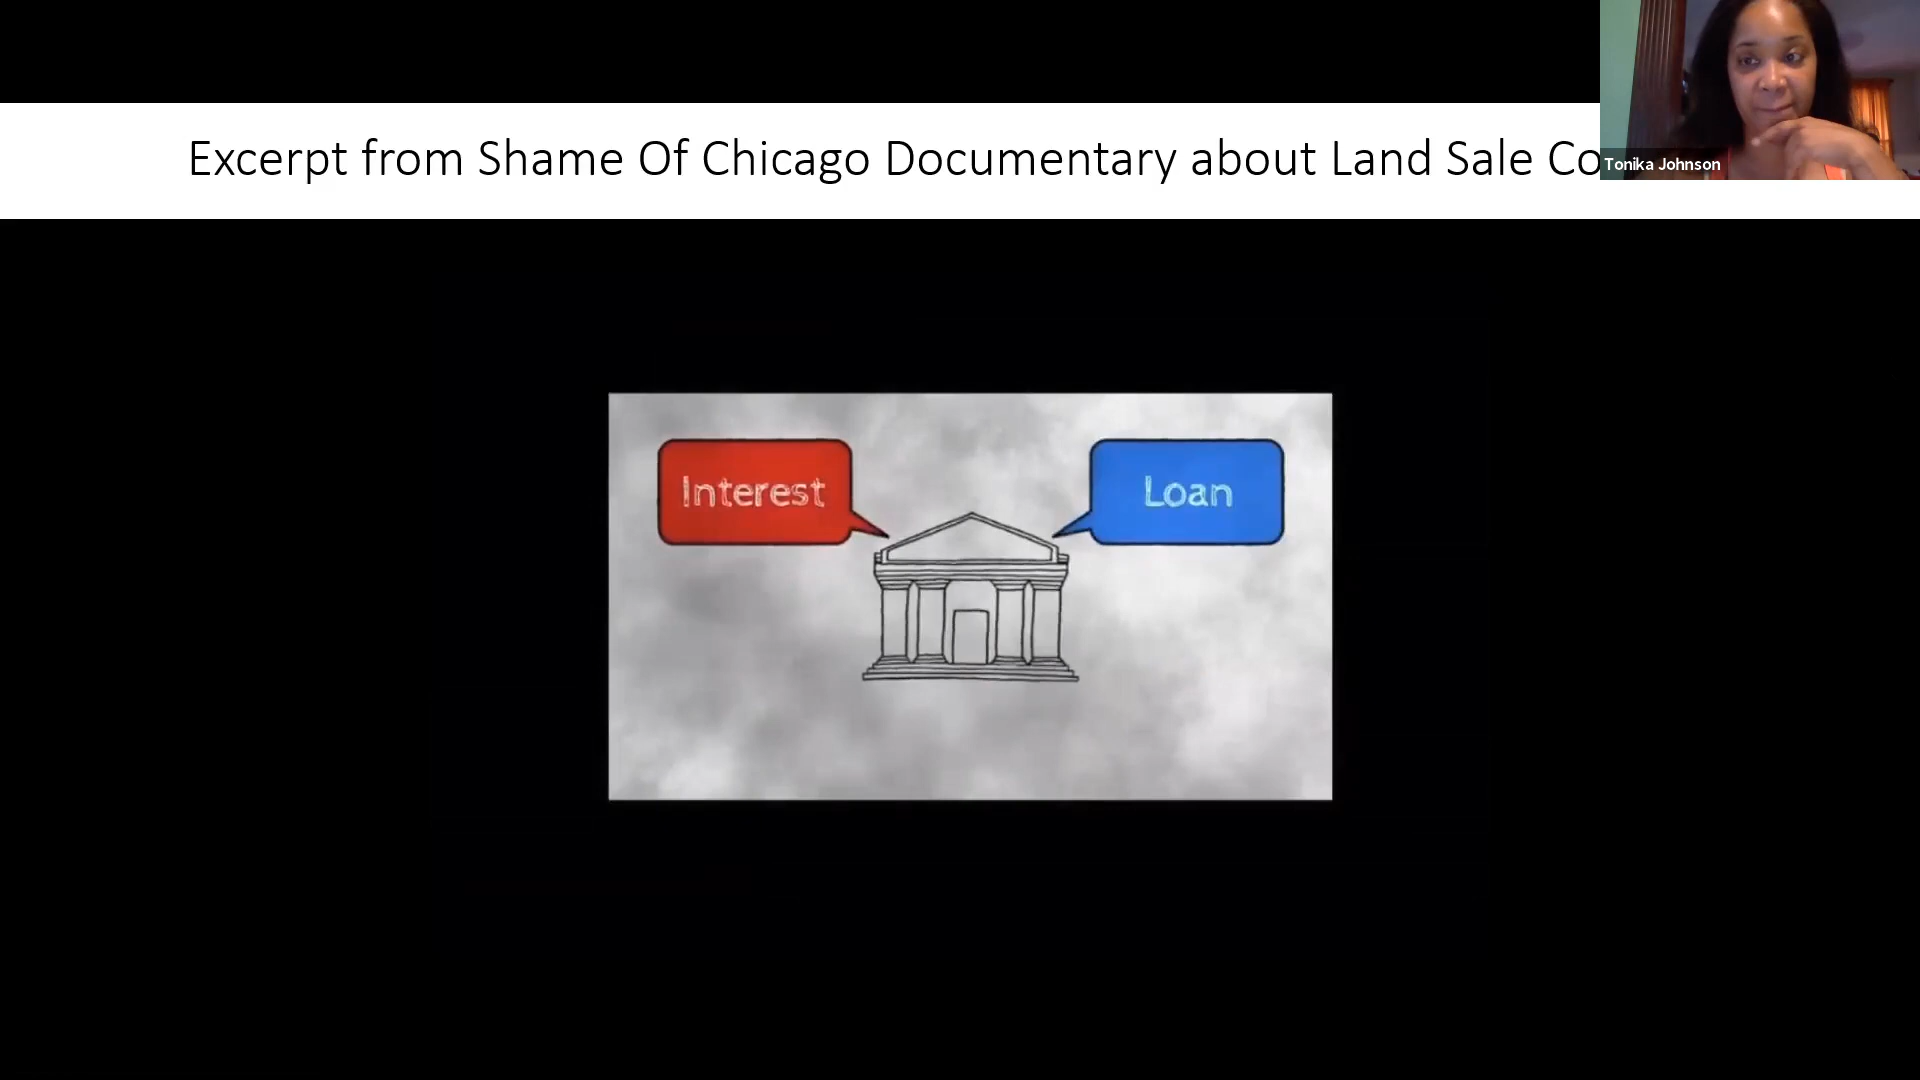 Excerpt from Shame Of Chicago Documentary about Land Sale Co
Tonika Johnson
Interest
Loan